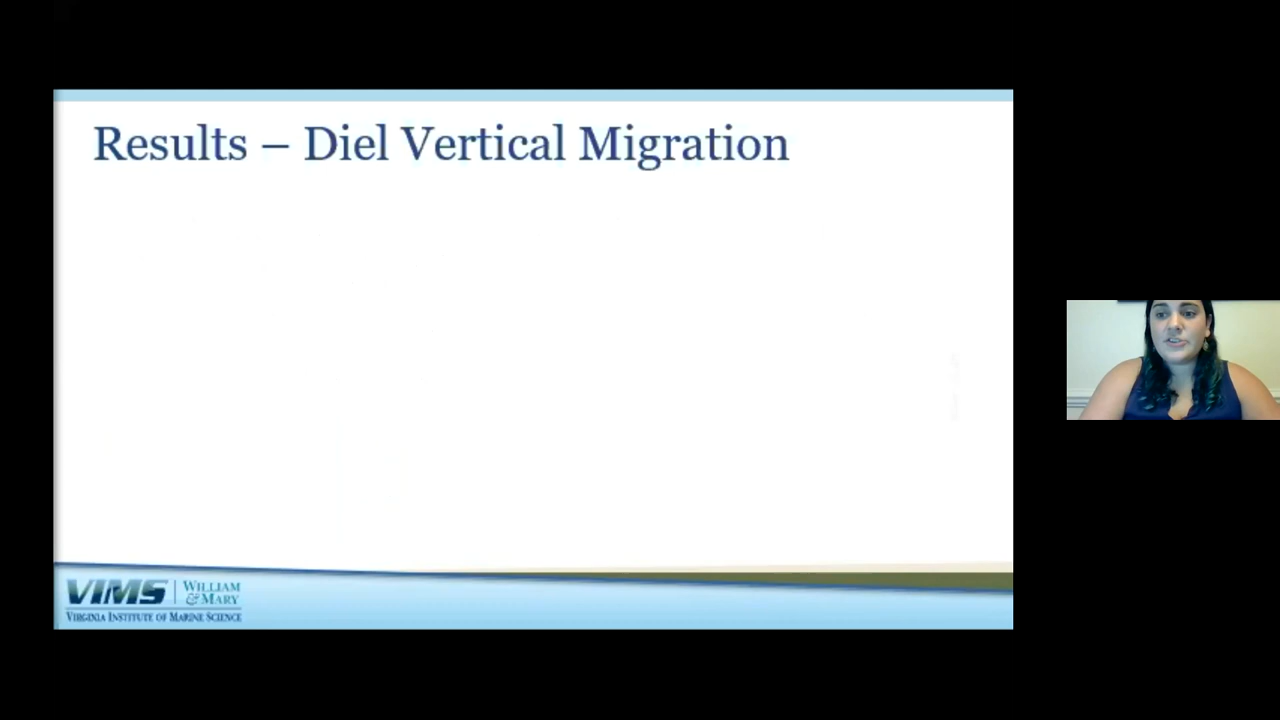 Results – Diel Vertical Migration
VIMS | WILLIAM & MARY
VIRGINIA INSTITUTE OF MARINE SCIENCE